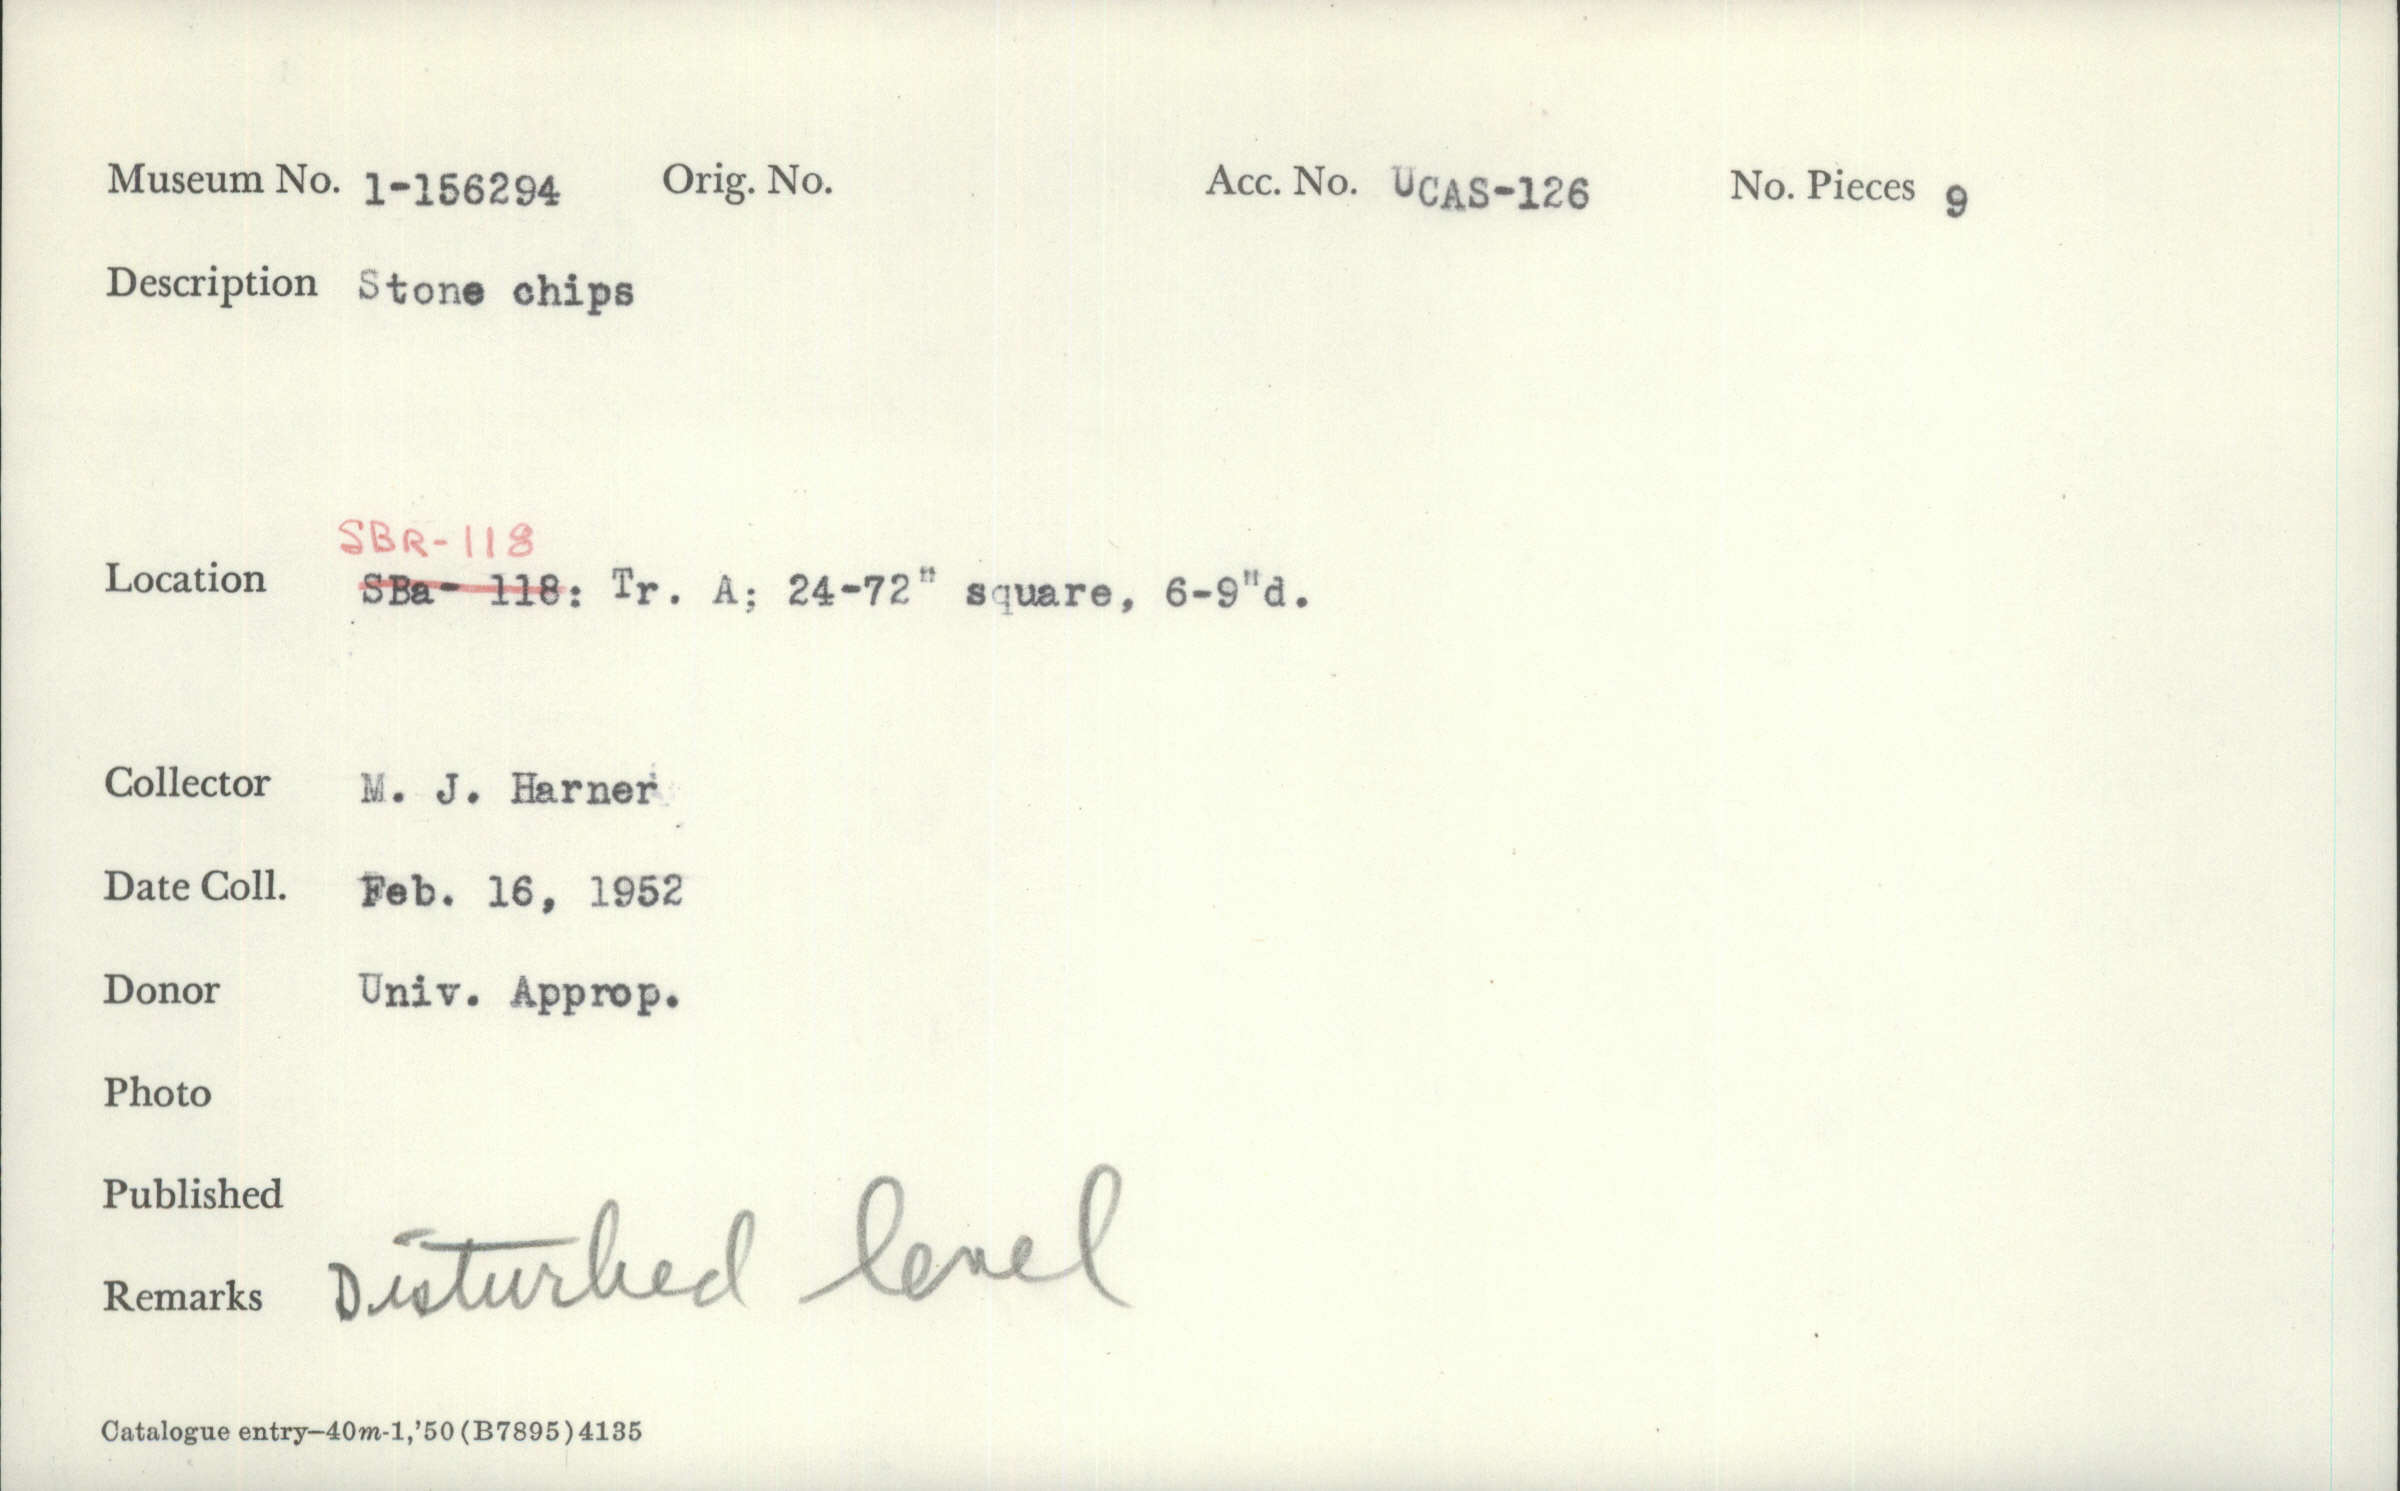 Museum No. 1-156294 Orig. No. Acc. No. UCAS-126 No. Pieces 9
Description Stone chips
SBR-118
Location SBa- 118: Tr. A; 24-72" square, 6-9"d.
Collector M. J. Harner
Date Coll. Feb. 16, 1952
Donor Univ. Approp.
Photo
Published
Remarks Disturbed level
Catalogue entry—40m-1,'50(B7895)4135